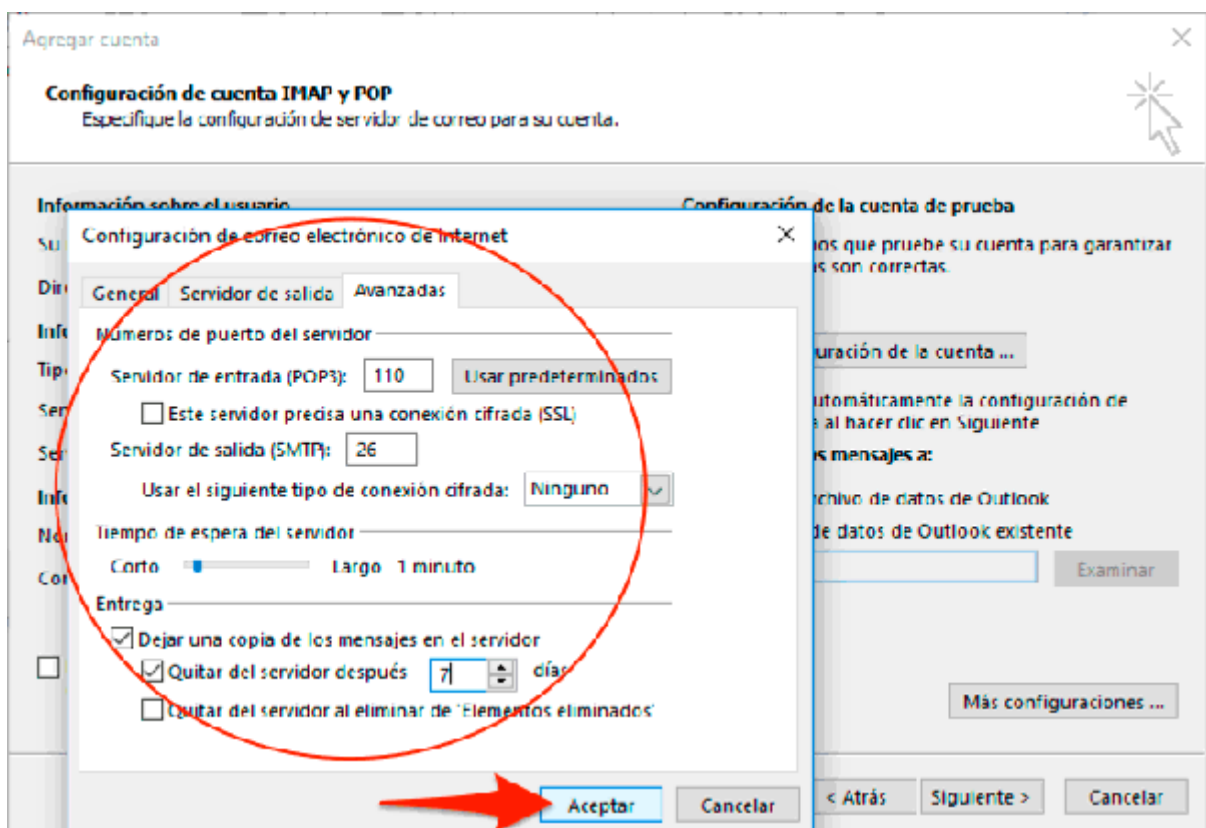 Agregar cuenta
Configuración de cuenta IMAP y POP
Especifique la configuración de servidor de correo para su cuenta.
Información sobre el usuario
Configuración de la cuenta de prueba
Su
os que pruebe su cuenta para garantizar
s son correctas.
Configuración de correo electrónico de Internet
General Servidor de salida Avanzadas
Números de puerto del servidor
Servidor de entrada (POP3): 110 Usar predeterminados
Este servidor precisa una conexión cifrada (SSL)
Servidor de salida (SMTP): 26
Usar el siguiente tipo de conexión cifrada: Ninguno
Tiempo de espera del servidor
Corto Largo 1 minuto
Entrega
Dejar una copia de los mensajes en el servidor
Quitar del servidor después 7 días
Quitar del servidor al eliminar de 'Elementos eliminados'
Aceptar Cancelar
uración de la cuenta ...
utomáticamente la configuración de
a al hacer clic en Siguiente
s mensajes a:
chivo de datos de Outlook
de datos de Outlook existente
Examinar
Más configuraciones ...
< Atrás Siguiente > Cancelar